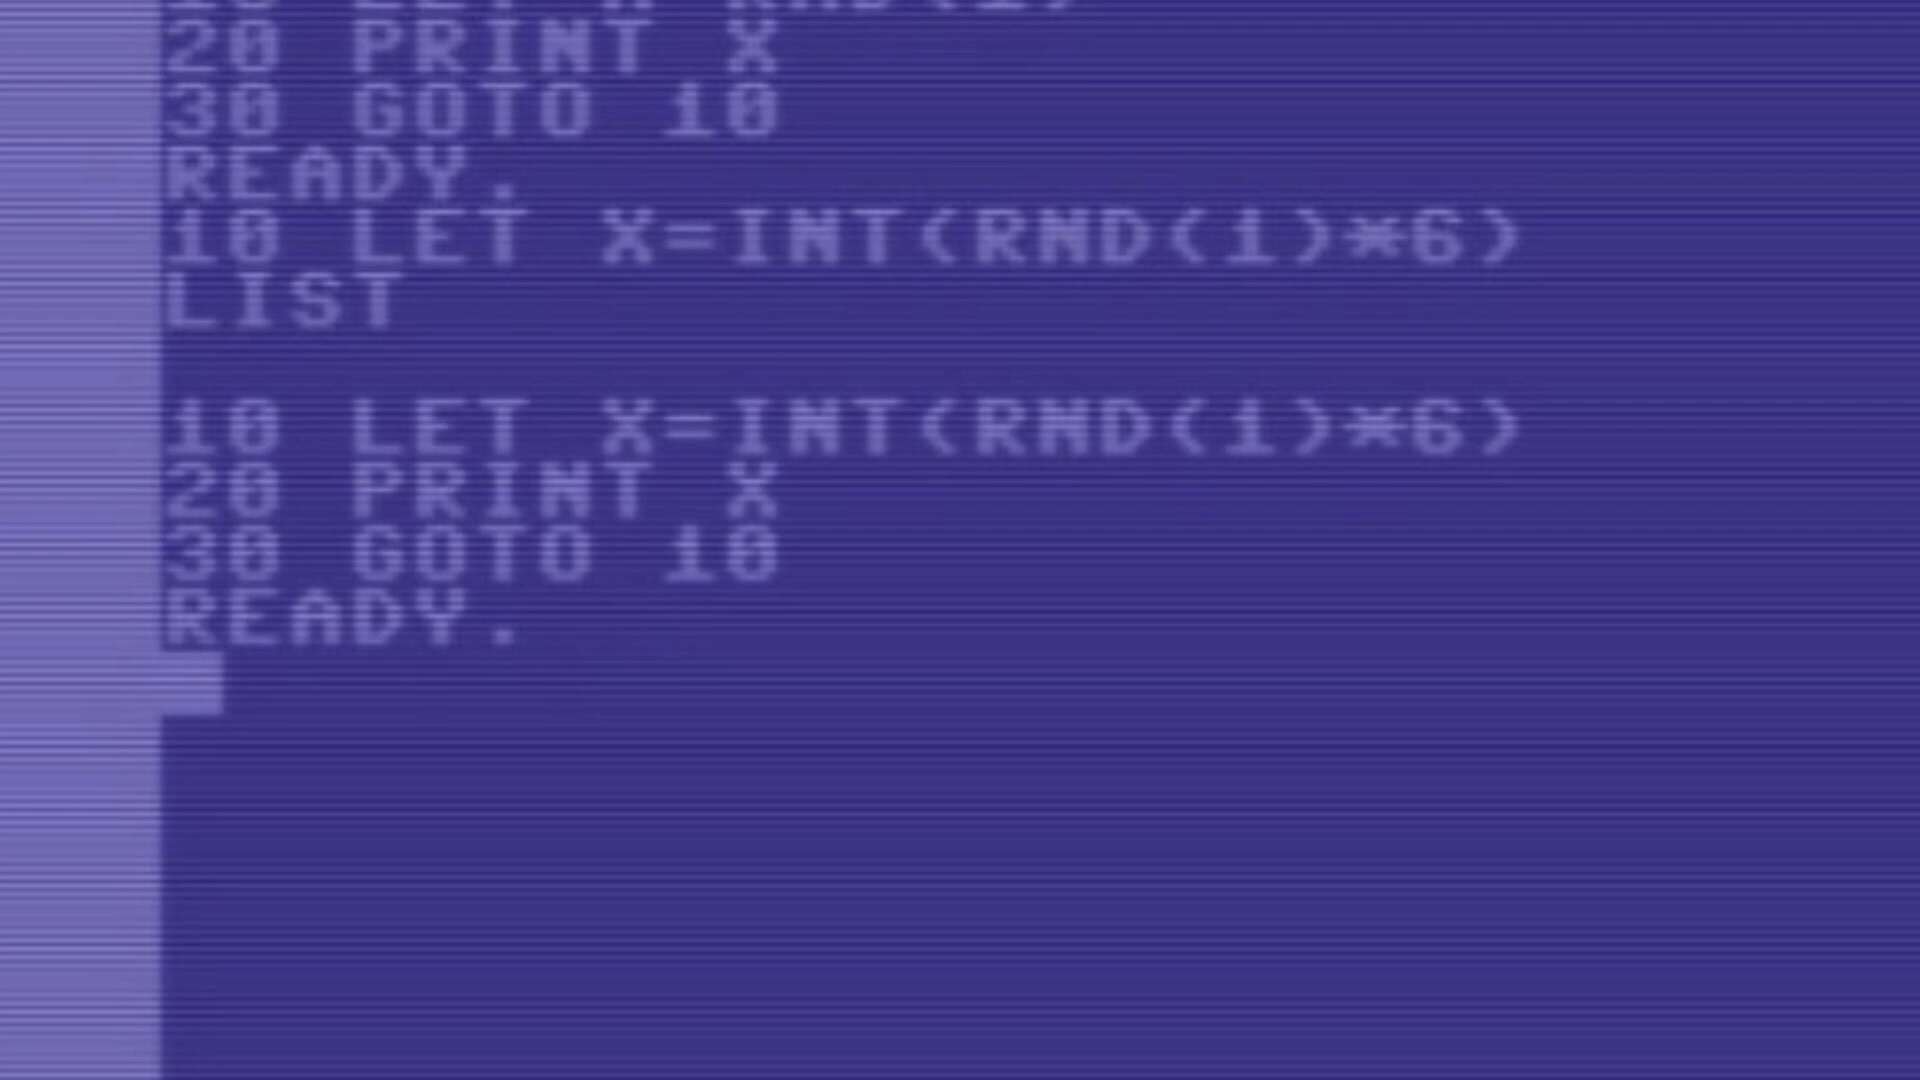 20 PRINT X
30 GOTO 10
READY.
10 LET X=INT(RND(1)*6)
LIST
10 LET X=INT(RND(1)*6)
20 PRINT X
30 GOTO 10
READY.